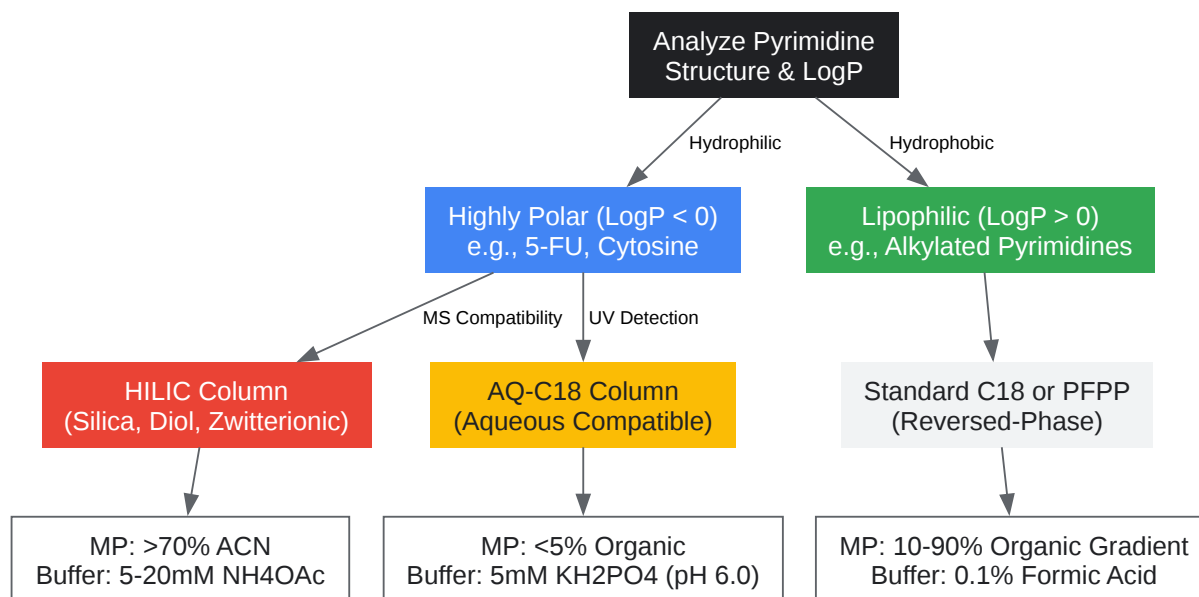 Analyze Pyrimidine
Structure & LogP
Hydrophilic
Hydrophobic
Highly Polar (LogP < 0)
e.g., 5-FU, Cytosine
Lipophilic (LogP > 0)
e.g., Alkylated Pyrimidines
MS Compatibility
UV Detection
HILIC Column
(Silica, Diol, Zwitterionic)
AQ-C18 Column
(Aqueous Compatible)
Standard C18 or PFPP
(Reversed-Phase)
MP: >70% ACN
Buffer: 5-20mM NH4OAc
MP: <5% Organic
Buffer: 5mM KH2PO4 (pH 6.0)
MP: 10-90% Organic Gradient
Buffer: 0.1% Formic Acid